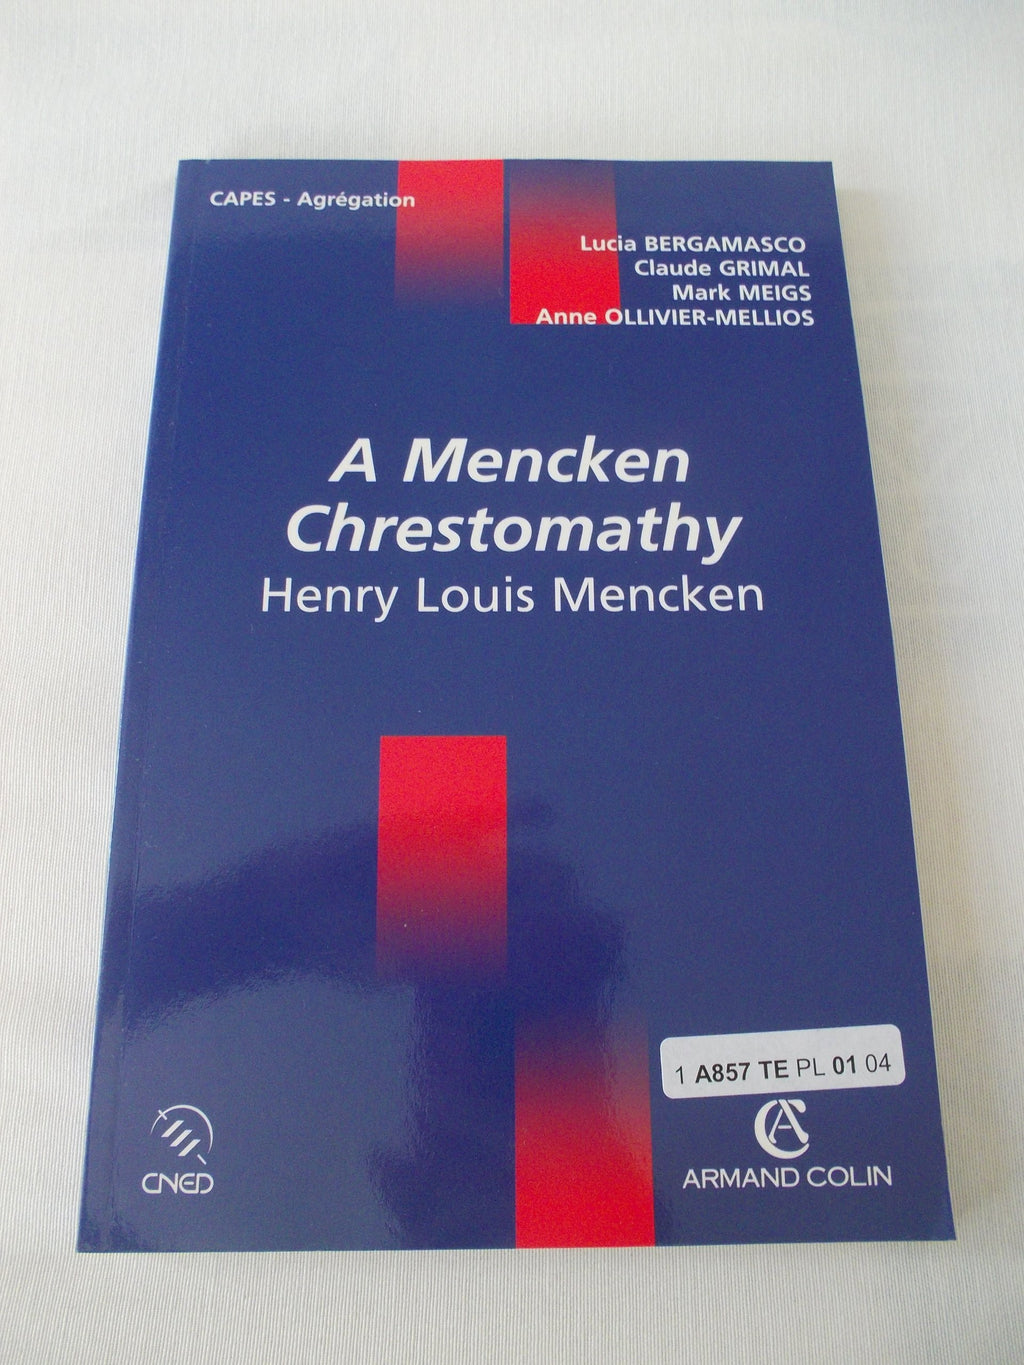 CAPES - Agrégation
Lucia BERGAMASCO
Claude GRIMAL
Mark MEIGS
Anne OLLIVIER-MELLIOS
A Mencken
Chrestomathy
Henry Louis Mencken
1 A857 TE PL 01 04
CNED
AC
ARMAND COLIN